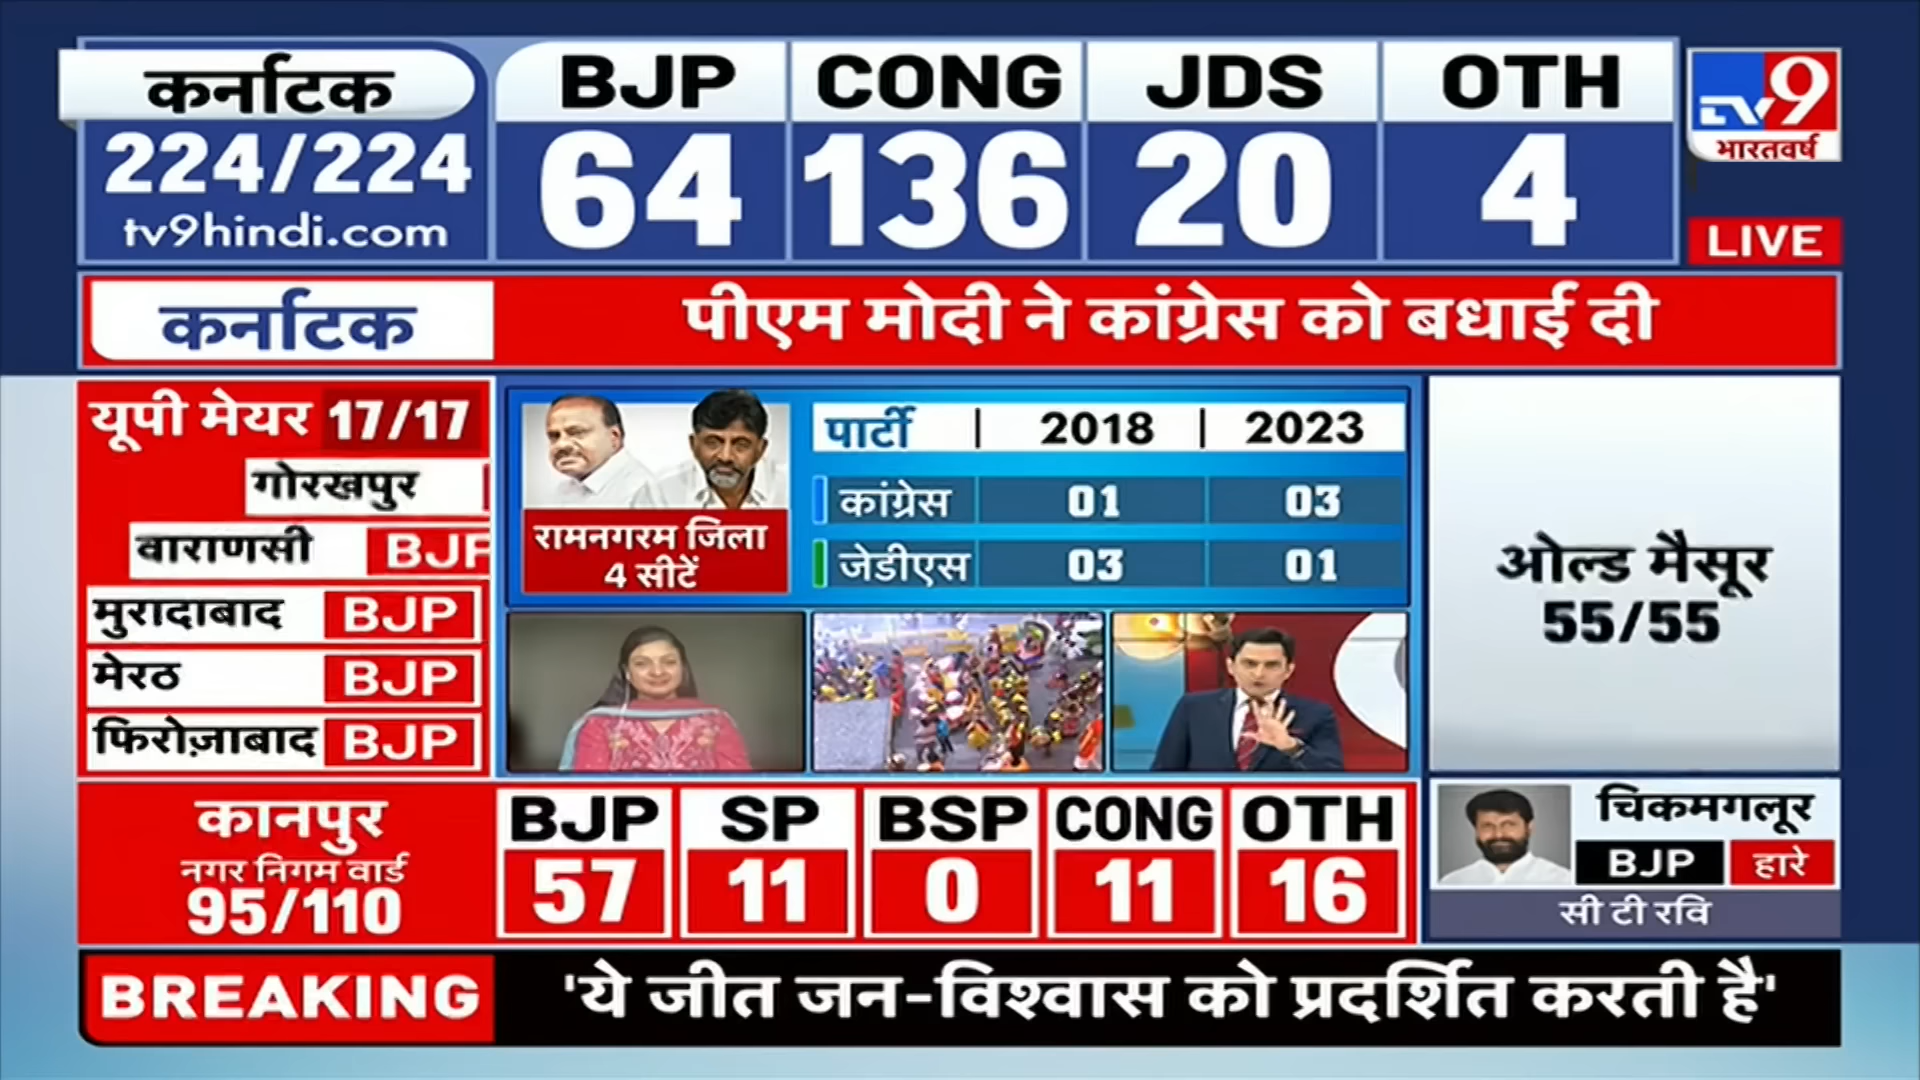 कर्नाटक
224/224
tv9hindi.com
BJP CONG JDS OTH
64 136 20 4
TV9
भारतवर्ष
LIVE
कर्नाटक
पीएम मोदी ने कांग्रेस को बधाई दी
यूपी मेयर 17/17
गोरखपुर
वाराणसी BJP
मुरादाबाद BJP
मेरठ BJP
फिरोज़ाबाद BJP
रामनगरम जिला
4 सीटें
पार्टी | 2018 | 2023
कांग्रेस 01 03
जेडीएस 03 01
ओल्ड मैसूर
55/55
कानपुर
नगर निगम वार्ड
95/110
BJP SP BSP CONG OTH
57 11 0 11 16
चिकमगलूर
BJP हारे
सी टी रवि
BREAKING
'ये जीत जन-विश्वास को प्रदर्शित करती है'